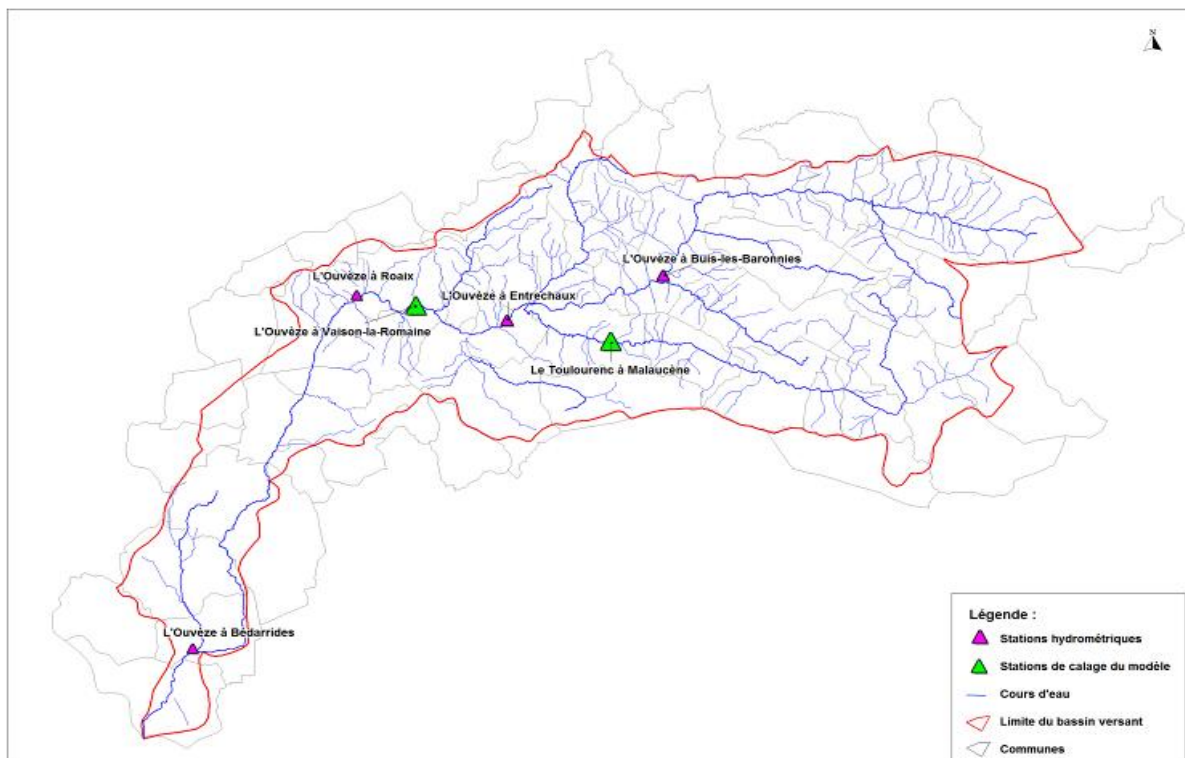 N
L'Ouvèze à Buis-les-Baronnies
L'Ouvèze à Roaix
L'Ouvèze à Entrechaux
L'Ouvèze à Vaison-la-Romaine
Le Toulourenc à Malaucène
L'Ouvèze à Bédarrides
Légende :
Stations hydrométriques
Stations de calage du modèle
Cours d'eau
Limite du bassin versant
Communes